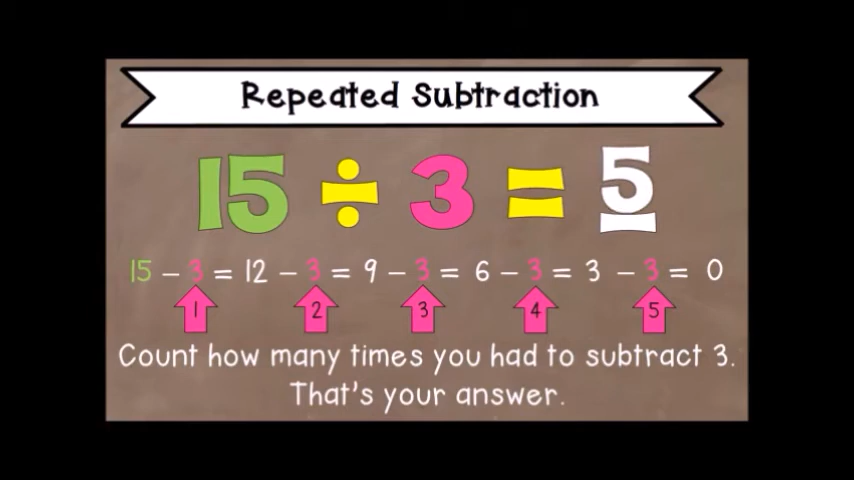 Repeated Subtraction
15 ÷ 3 = 5
15 - 3 = 12 - 3 = 9 - 3 = 6 - 3 = 3 - 3 = 0
1 2 3 4 5
Count how many times you had to subtract 3.
That's your answer.